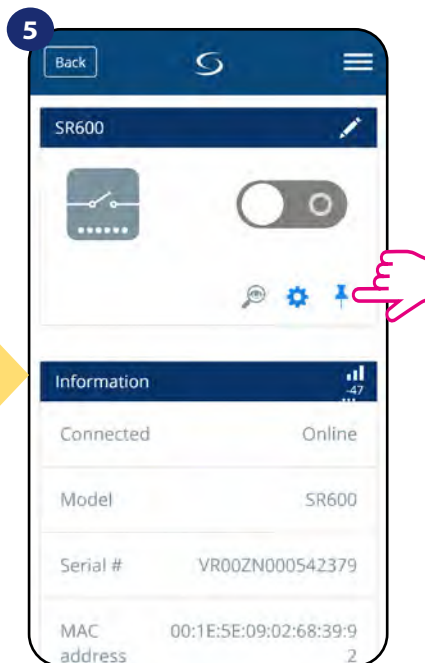 5
Back
SR600
Information
-47
Connected Online
Model SR600
Serial # VR00ZN000542379
MAC 00:1E:5E:09:02:68:39:9
address 2